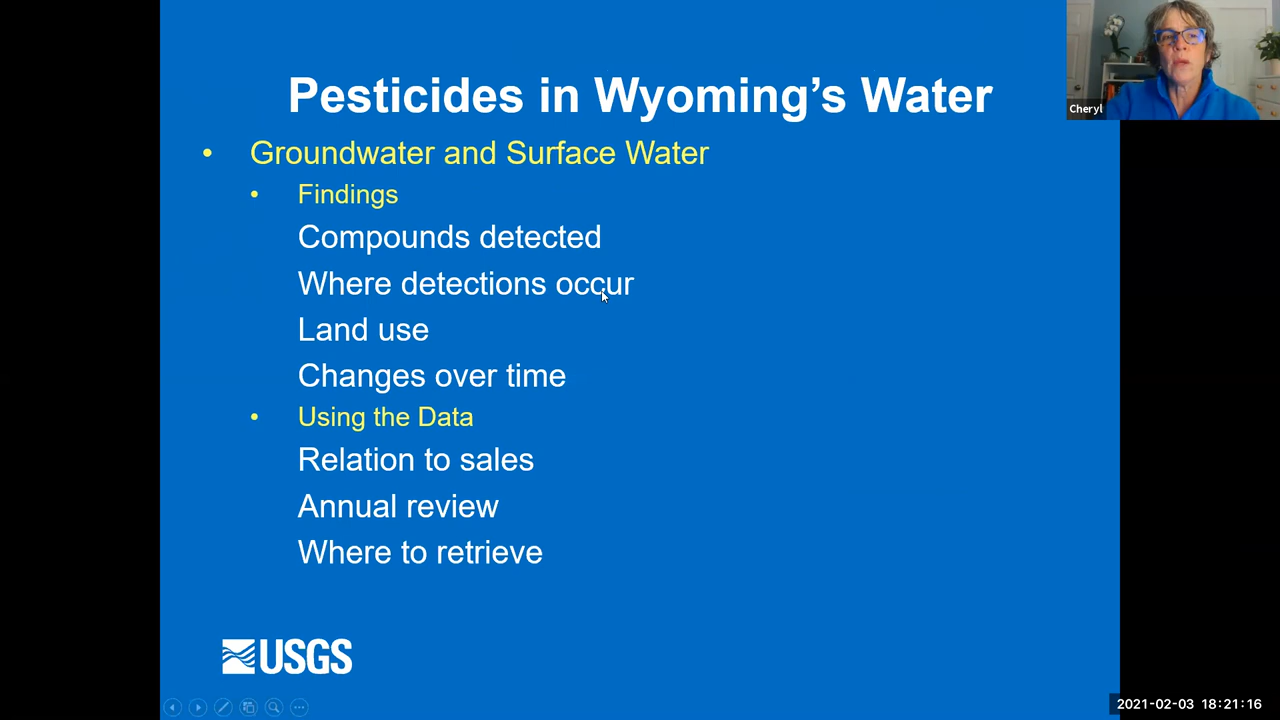 Pesticides in Wyoming’s Water
Cheryl
• Groundwater and Surface Water
• Findings
Compounds detected
Where detections occur
Land use
Changes over time
• Using the Data
Relation to sales
Annual review
Where to retrieve
USGS
2021-02-03 18:21:16